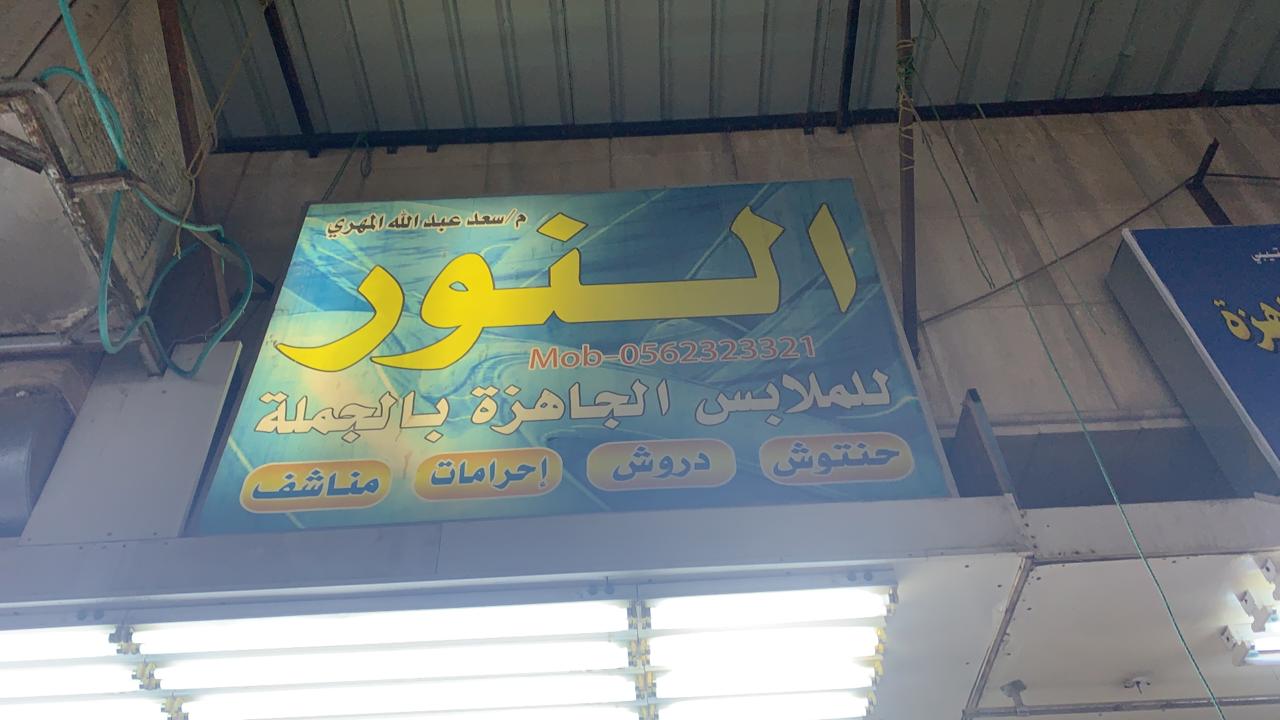 م/سعد عبد الله المهري
النور
Mob-0562323321
للملابس الجاهزة بالجملة
حنتوش دروش إحرامات مناشف